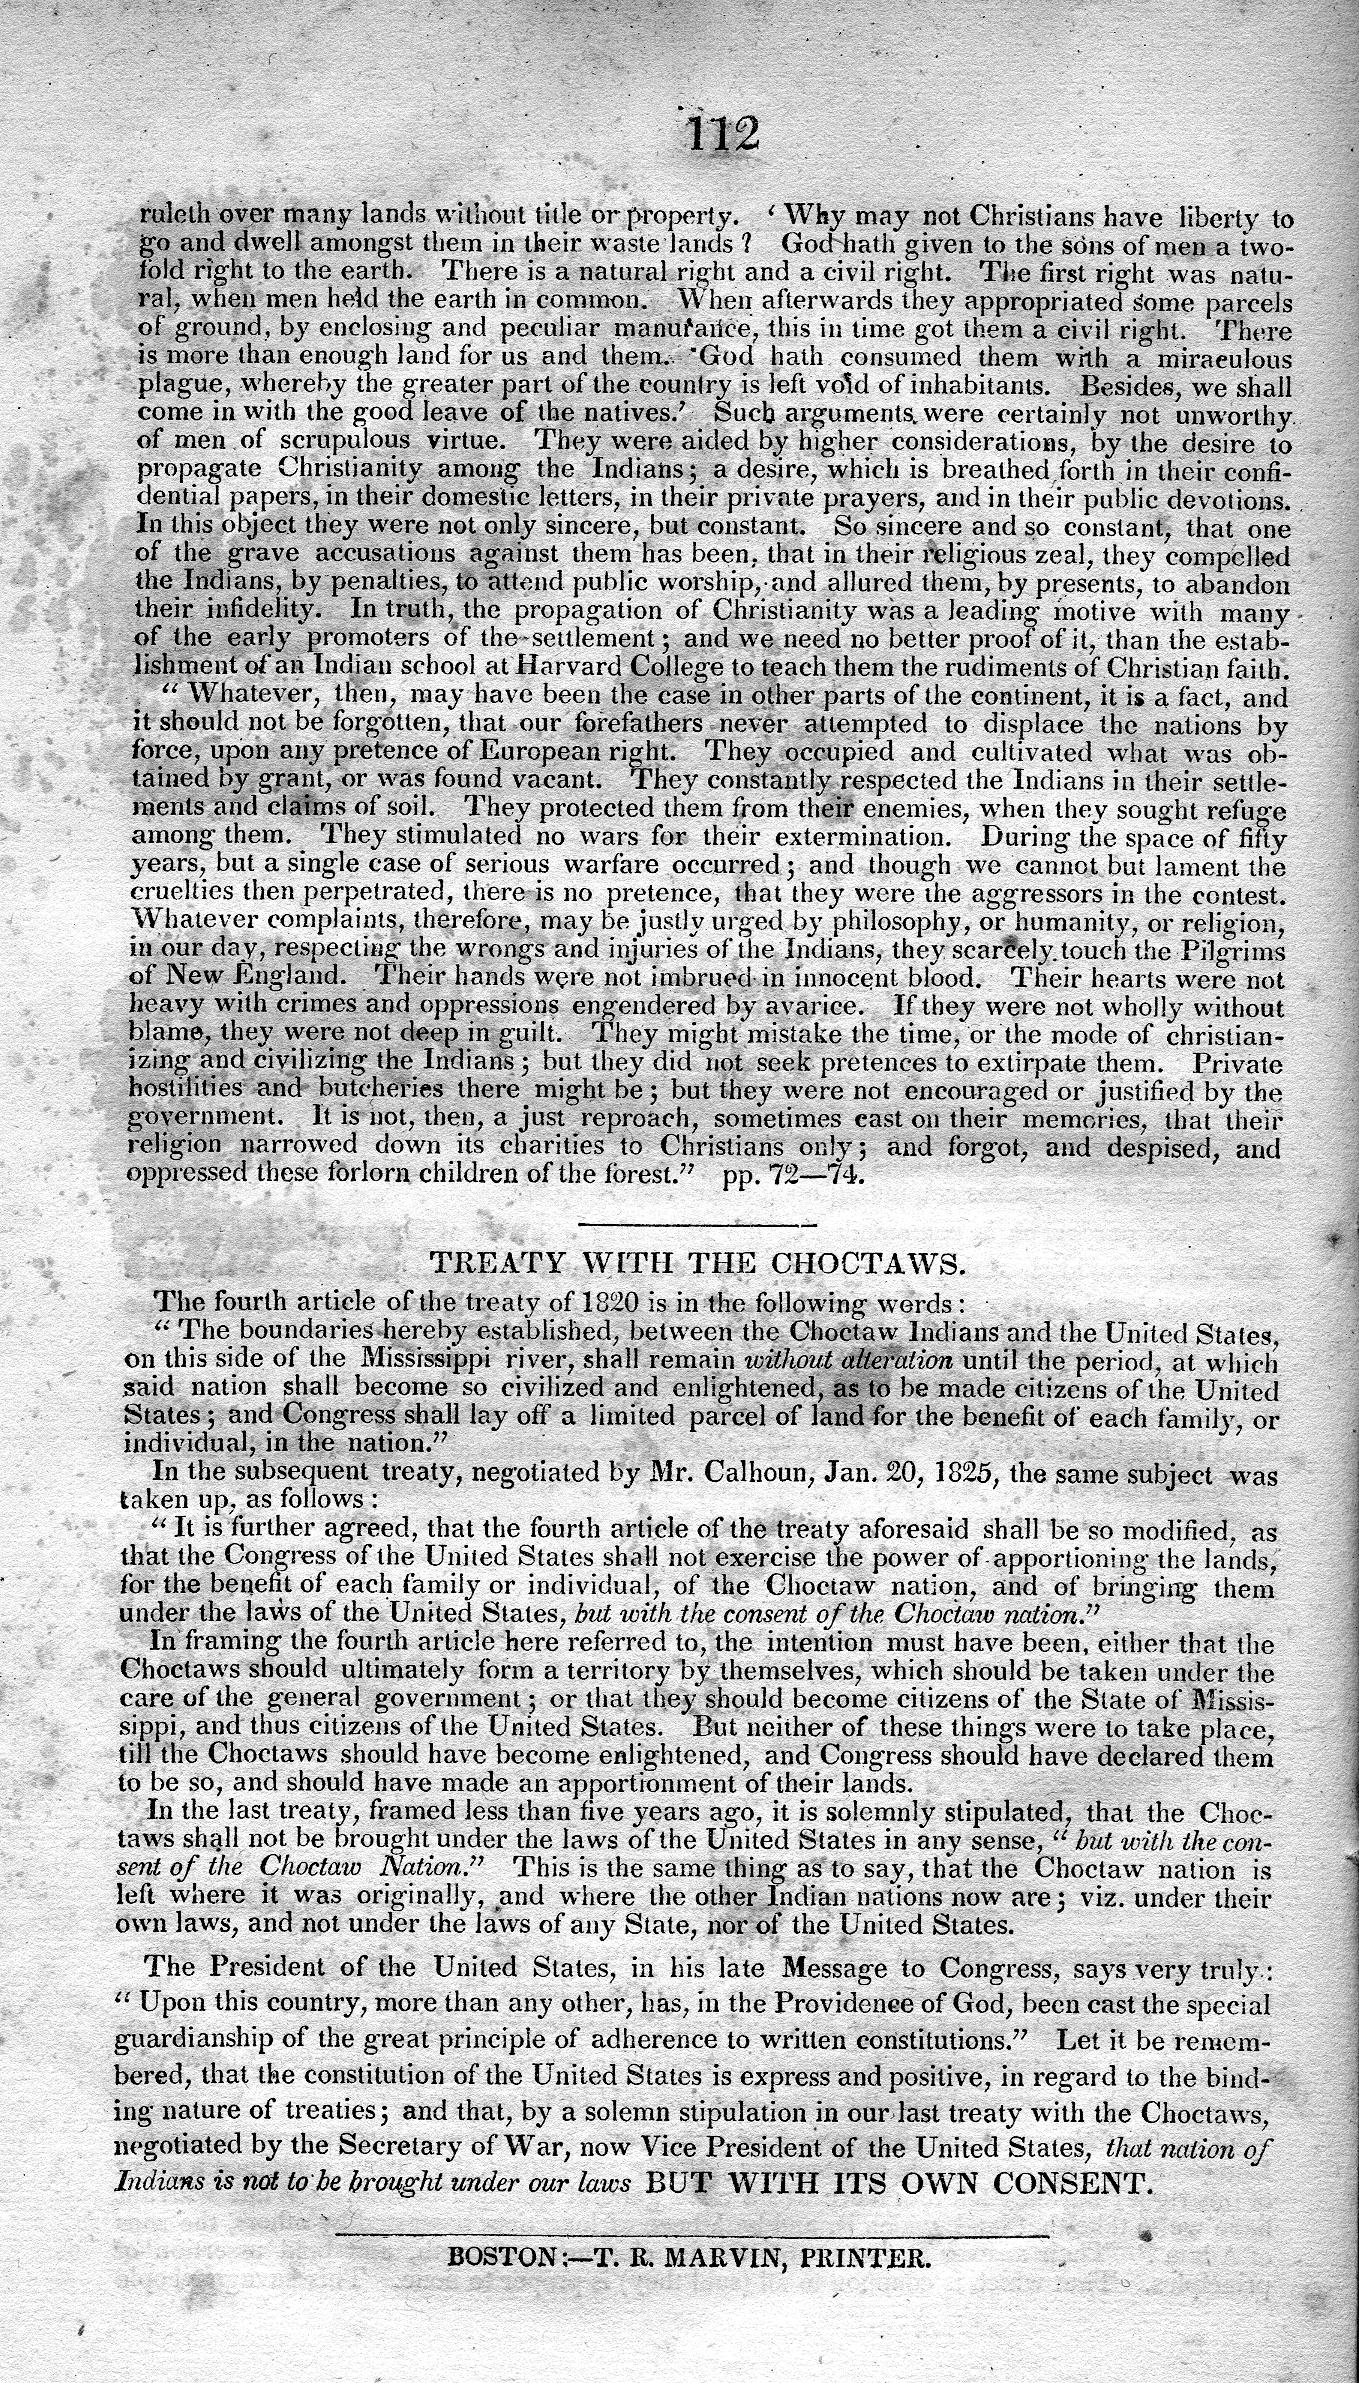 112
ruleth over many lands without title or property. ‘ Why may not Christians have liberty to
go and dwell amongst them in their waste lands ? God hath given to the sons of men a two-
fold right to the earth. There is a natural right and a civil right. The first right was natu-
ral, when men held the earth in common. When afterwards they appropriated some parcels
of ground, by enclosing and peculiar manurance, this in time got them a civil right. There
is more than enough land for us and them. God hath consumed them with a miraculous
plague, whereby the greater part of the country is left void of inhabitants. Besides, we shall
come in with the good leave of the natives.’ Such arguments were certainly not unworthy
of men of scrupulous virtue. They were aided by higher considerations, by the desire to
propagate Christianity among the Indians; a desire, which is breathed forth in their confi-
dential papers, in their domestic letters, in their private prayers, and in their public devotions.
In this object they were not only sincere, but constant. So sincere and so constant, that one
of the grave accusations against them has been, that in their religious zeal, they compelled
the Indians, by penalties, to attend public worship, and allured them, by presents, to abandon
their infidelity. In truth, the propagation of Christianity was a leading motive with many
of the early promoters of the settlement; and we need no better proof of it, than the estab-
lishment of an Indian school at Harvard College to teach them the rudiments of Christian faith.
“ Whatever, then, may have been the case in other parts of the continent, it is a fact, and
it should not be forgotten, that our forefathers never attempted to displace the nations by
force, upon any pretence of European right. They occupied and cultivated what was ob-
tained by grant, or was found vacant. They constantly respected the Indians in their settle-
ments and claims of soil. They protected them from their enemies, when they sought refuge
among them. They stimulated no wars for their extermination. During the space of fifty
years, but a single case of serious warfare occurred; and though we cannot but lament the
cruelties then perpetrated, there is no pretence, that they were the aggressors in the contest.
Whatever complaints, therefore, may be justly urged by philosophy, or humanity, or religion,
in our day, respecting the wrongs and injuries of the Indians, they scarcely touch the Pilgrims
of New England. Their hands were not imbrued in innocent blood. Their hearts were not
heavy with crimes and oppressions engendered by avarice. If they were not wholly without
blame, they were not deep in guilt. They might mistake the time, or the mode of christian-
izing and civilizing the Indians; but they did not seek pretences to extirpate them. Private
hostilities and butcheries there might be; but they were not encouraged or justified by the
government. It is not, then, a just reproach, sometimes cast on their memories, that their
religion narrowed down its charities to Christians only; and forgot, and despised, and
oppressed these forlorn children of the forest.” pp. 72—74.
TREATY WITH THE CHOCTAWS.
The fourth article of the treaty of 1820 is in the following words:
“ The boundaries hereby established, between the Choctaw Indians and the United States,
on this side of the Mississippi river, shall remain without alteration until the period, at which
said nation shall become so civilized and enlightened, as to be made citizens of the United
States; and Congress shall lay off a limited parcel of land for the benefit of each family, or
individual, in the nation.”
In the subsequent treaty, negotiated by Mr. Calhoun, Jan. 20, 1825, the same subject was
taken up, as follows:
“ It is further agreed, that the fourth article of the treaty aforesaid shall be so modified, as
that the Congress of the United States shall not exercise the power of apportioning the lands,
for the benefit of each family or individual, of the Choctaw nation, and of bringing them
under the laws of the United States, but with the consent of the Choctaw nation.”
In framing the fourth article here referred to, the intention must have been, either that the
Choctaws should ultimately form a territory by themselves, which should be taken under the
care of the general government; or that they should become citizens of the State of Missis-
sippi, and thus citizens of the United States. But neither of these things were to take place,
till the Choctaws should have become enlightened, and Congress should have declared them
to be so, and should have made an apportionment of their lands.
In the last treaty, framed less than five years ago, it is solemnly stipulated, that the Choc-
taws shall not be brought under the laws of the United States in any sense, “ but with the con-
sent of the Choctaw Nation.” This is the same thing as to say, that the Choctaw nation is
left where it was originally, and where the other Indian nations now are; viz. under their
own laws, and not under the laws of any State, nor of the United States.
The President of the United States, in his late Message to Congress, says very truly:
“ Upon this country, more than any other, has, in the Providence of God, been cast the special
guardianship of the great principle of adherence to written constitutions.” Let it be remem-
bered, that the constitution of the United States is express and positive, in regard to the bind-
ing nature of treaties; and that, by a solemn stipulation in our last treaty with the Choctaws,
negotiated by the Secretary of War, now Vice President of the United States, that nation of
Indians is not to be brought under our laws BUT WITH ITS OWN CONSENT.
BOSTON:—T. R. MARVIN, PRINTER.